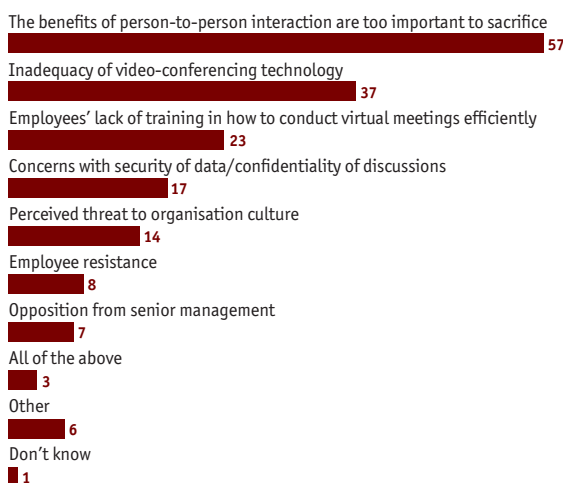 The benefits of person-to-person interaction are too important to sacrifice
57
Inadequacy of video-conferencing technology
37
Employees’ lack of training in how to conduct virtual meetings efficiently
23
Concerns with security of data/confidentiality of discussions
17
Perceived threat to organisation culture
14
Employee resistance
8
Opposition from senior management
7
All of the above
3
Other
6
Don’t know
1